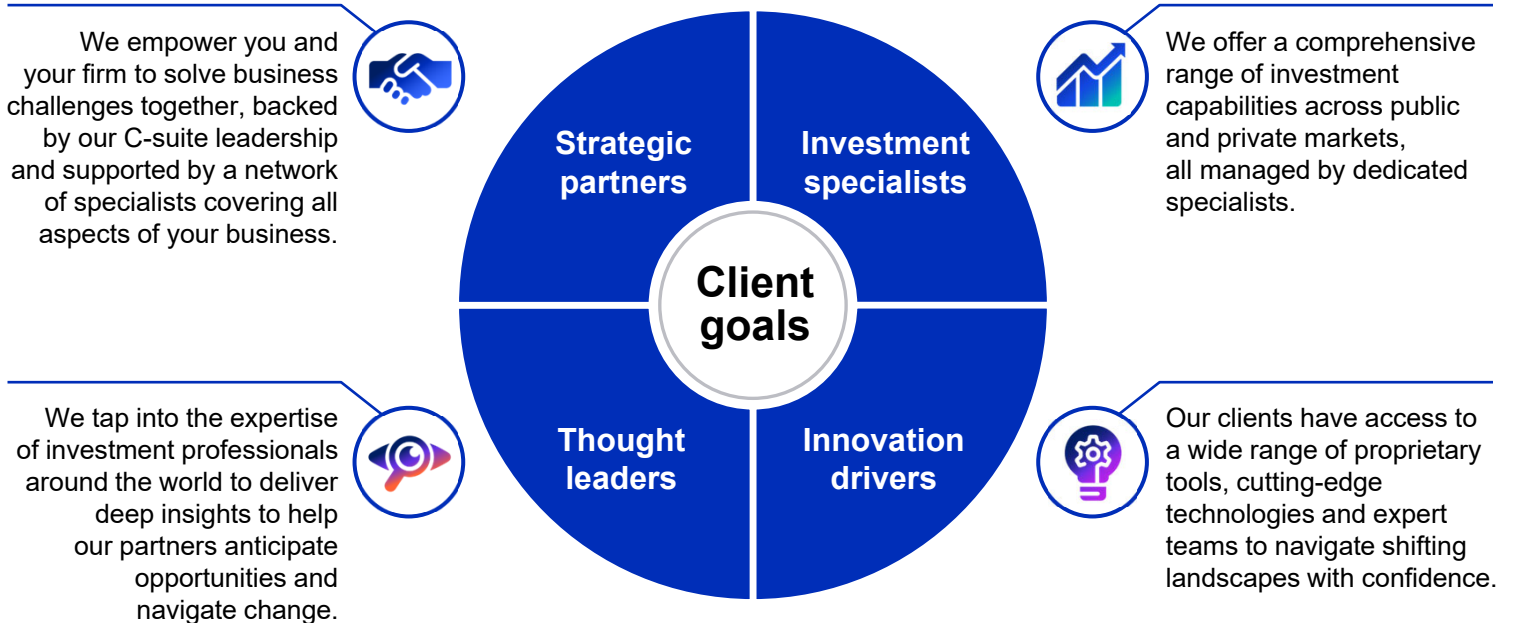 We empower you and
your firm to solve business
challenges together, backed
by our C-suite leadership
and supported by a network
of specialists covering all
aspects of your business.
Strategic
partners
Investment
specialists
We offer a comprehensive
range of investment
capabilities across public
and private markets,
all managed by dedicated
specialists.
Client
goals
We tap into the expertise
of investment professionals
around the world to deliver
deep insights to help
our partners anticipate
opportunities and
navigate change.
Thought
leaders
Innovation
drivers
Our clients have access to
a wide range of proprietary
tools, cutting-edge
technologies and expert
teams to navigate shifting
landscapes with confidence.